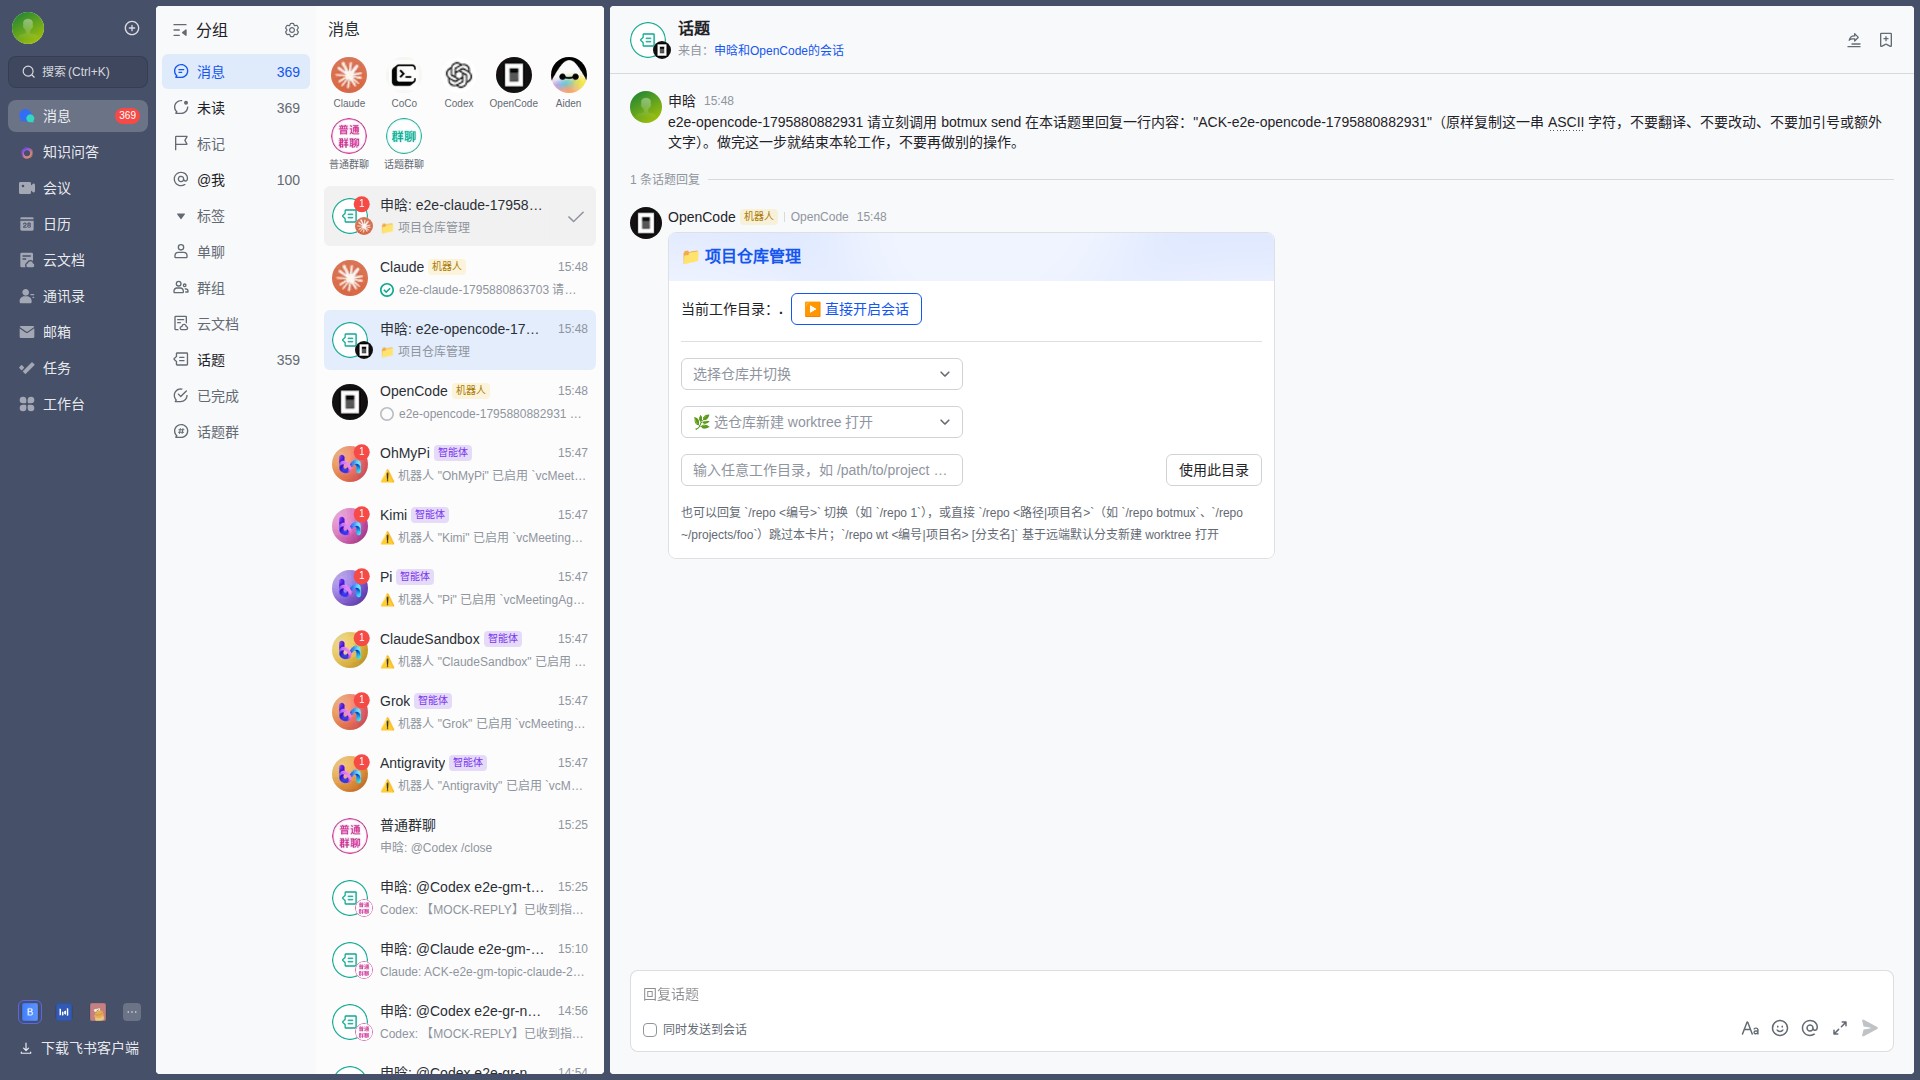 搜索 (Ctrl+K)
消息 369
知识问答
会议
日历
云文档
通讯录
邮箱
任务
工作台
下载飞书客户端
分组
消息 369
未读 369
标记
@我 100
标签
单聊
群组
云文档
话题 359
已完成
话题群
消息
Claude CoCo Codex OpenCode Aiden
普通群聊
群聊
普通群聊 话题群聊
1
申晗: e2e-claude-17958…
📁 项目仓库管理
Claude 机器人 15:48
e2e-claude-1795880863703 请…
申晗: e2e-opencode-17… 15:48
📁 项目仓库管理
OpenCode 机器人 15:48
e2e-opencode-1795880882931 …
1
OhMyPi 智能体 15:47
⚠️ 机器人 "OhMyPi" 已启用 `vcMeet…
1
Kimi 智能体 15:47
⚠️ 机器人 "Kimi" 已启用 `vcMeeting…
1
Pi 智能体 15:47
⚠️ 机器人 "Pi" 已启用 `vcMeetingAg…
1
ClaudeSandbox 智能体 15:47
⚠️ 机器人 "ClaudeSandbox" 已启用 …
1
Grok 智能体 15:47
⚠️ 机器人 "Grok" 已启用 `vcMeeting…
1
Antigravity 智能体 15:47
⚠️ 机器人 "Antigravity" 已启用 `vcM…
普通群聊
普通群聊 15:25
申晗: @Codex /close
申晗: @Codex e2e-gm-t… 15:25
Codex: 【MOCK-REPLY】已收到指…
申晗: @Claude e2e-gm-… 15:10
Claude: ACK-e2e-gm-topic-claude-2…
申晗: @Codex e2e-gr-n… 14:56
Codex: 【MOCK-REPLY】已收到指…
申晗: @Codex e2e-gr-n… 14:54
话题
来自：申晗和OpenCode的会话
申晗 15:48
e2e-opencode-1795880882931 请立刻调用 botmux send 在本话题里回复一行内容："ACK-e2e-opencode-1795880882931"（原样复制这一串 ASCII 字符，不要翻译、不要改动、不要加引号或额外
文字）。做完这一步就结束本轮工作，不要再做别的操作。
1 条话题回复
OpenCode 机器人 | OpenCode 15:48
📁 项目仓库管理
当前工作目录：. ▶️ 直接开启会话
选择仓库并切换
🌿 选仓库新建 worktree 打开
输入任意工作目录，如 /path/to/project … 使用此目录
也可以回复 `/repo <编号>` 切换（如 `/repo 1`），或直接 `/repo <路径|项目名>`（如 `/repo botmux`、`/repo
~/projects/foo`）跳过本卡片；`/repo wt <编号|项目名> [分支名]` 基于远端默认分支新建 worktree 打开
回复话题
同时发送到会话